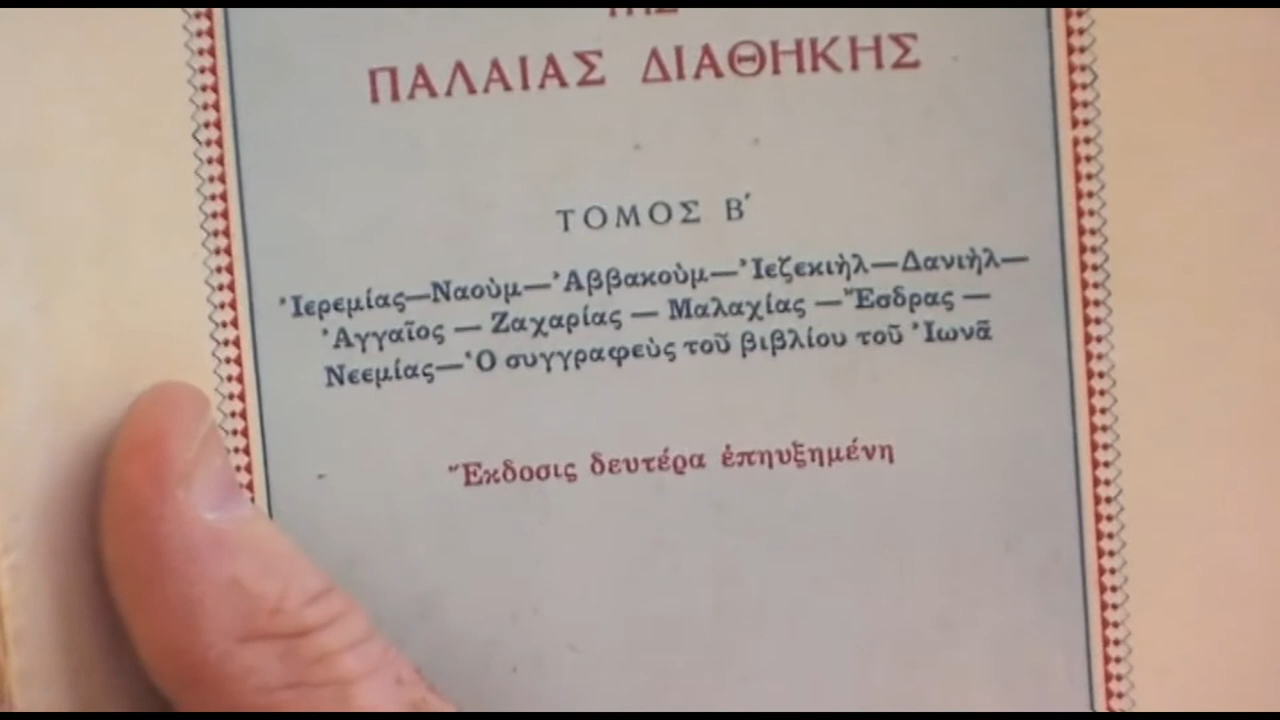 ΤΗΣ
ΠΑΛΑΙΑΣ ΔΙΑΘΗΚΗΣ
ΤΟΜΟΣ Β΄
Ἰερεμίας—Ναοὺμ—Ἀββακοὺμ—Ἰεζεκιὴλ—Δανιὴλ—
Ἀγγαῖος — Ζαχαρίας — Μαλαχίας —Ἔσδρας —
Νεεμίας—Ὁ συγγραφεὺς τοῦ βιβλίου τοῦ Ἰωνᾶ
Ἔκδοσις δευτέρα ἐπηυξημένη